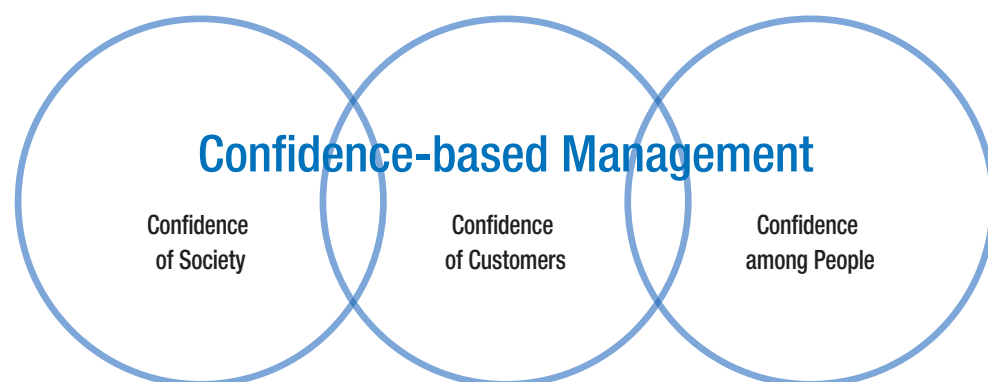 Confidence-based Management
Confidence
of Society
Confidence
of Customers
Confidence
among People